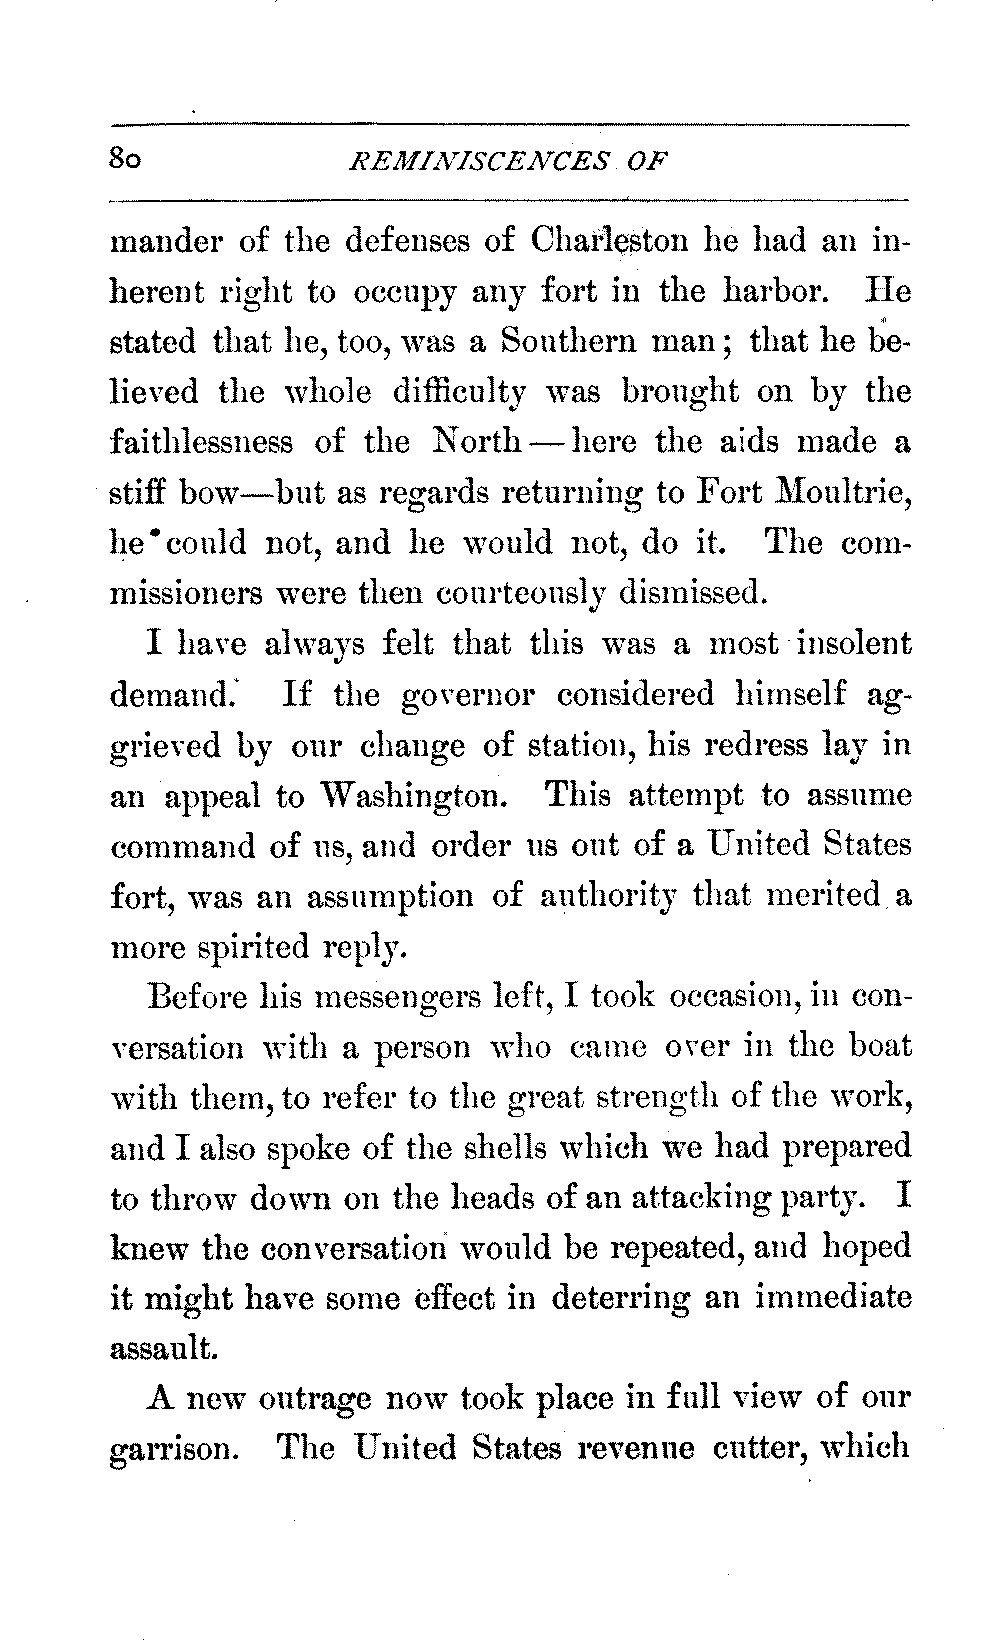 80 REMINISCENCES OF
mander of the defenses of Charleston he had an in-
herent right to occupy any fort in the harbor. He
stated that he, too, was a Southern man; that he be-
lieved the whole difficulty was brought on by the
faithlessness of the North — here the aids made a
stiff bow—but as regards returning to Fort Moultrie,
he could not, and he would not, do it. The com-
missioners were then courteously dismissed.
I have always felt that this was a most insolent
demand. If the governor considered himself ag-
grieved by our change of station, his redress lay in
an appeal to Washington. This attempt to assume
command of us, and order us out of a United States
fort, was an assumption of authority that merited a
more spirited reply.
Before his messengers left, I took occasion, in con-
versation with a person who came over in the boat
with them, to refer to the great strength of the work,
and I also spoke of the shells which we had prepared
to throw down on the heads of an attacking party. I
knew the conversation would be repeated, and hoped
it might have some effect in deterring an immediate
assault.
A new outrage now took place in full view of our
garrison. The United States revenue cutter, which